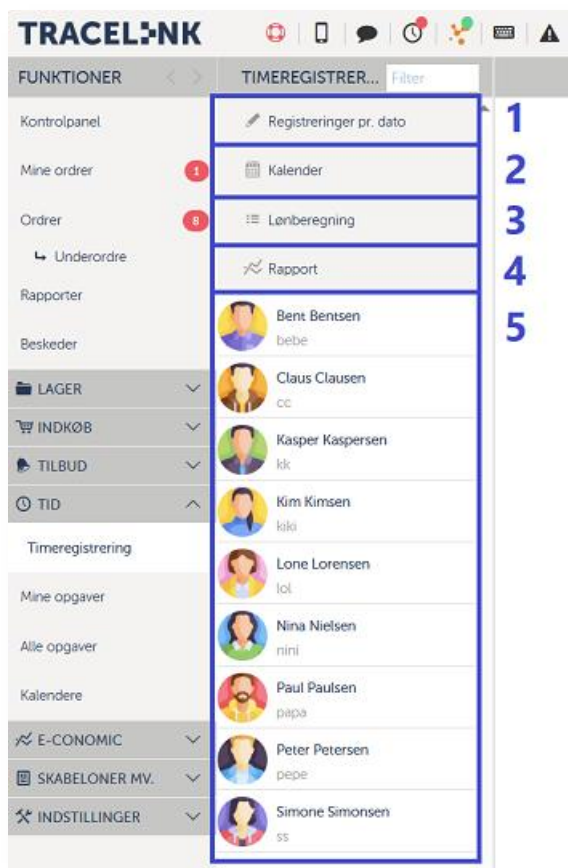 TRACELINK
FUNKTIONER
TIMEREGISTRER...
Filter
Kontrolpanel
Mine ordrer
1
Ordrer
8
Underordre
Rapporter
Beskeder
LAGER
INDKØB
TILBUD
TID
Timeregistrering
Mine opgaver
Alle opgaver
Kalendere
E-CONOMIC
SKABELONER MV.
INDSTILLINGER
Registreringer pr. dato
1
Kalender
2
Lønberegning
3
Rapport
4
5
Bent Bentsen
bebe
Claus Clausen
cc
Kasper Kaspersen
kk
Kim Kimsen
kiki
Lone Lorensen
lol
Nina Nielsen
nini
Paul Paulsen
papa
Peter Petersen
pepe
Simone Simonsen
ss